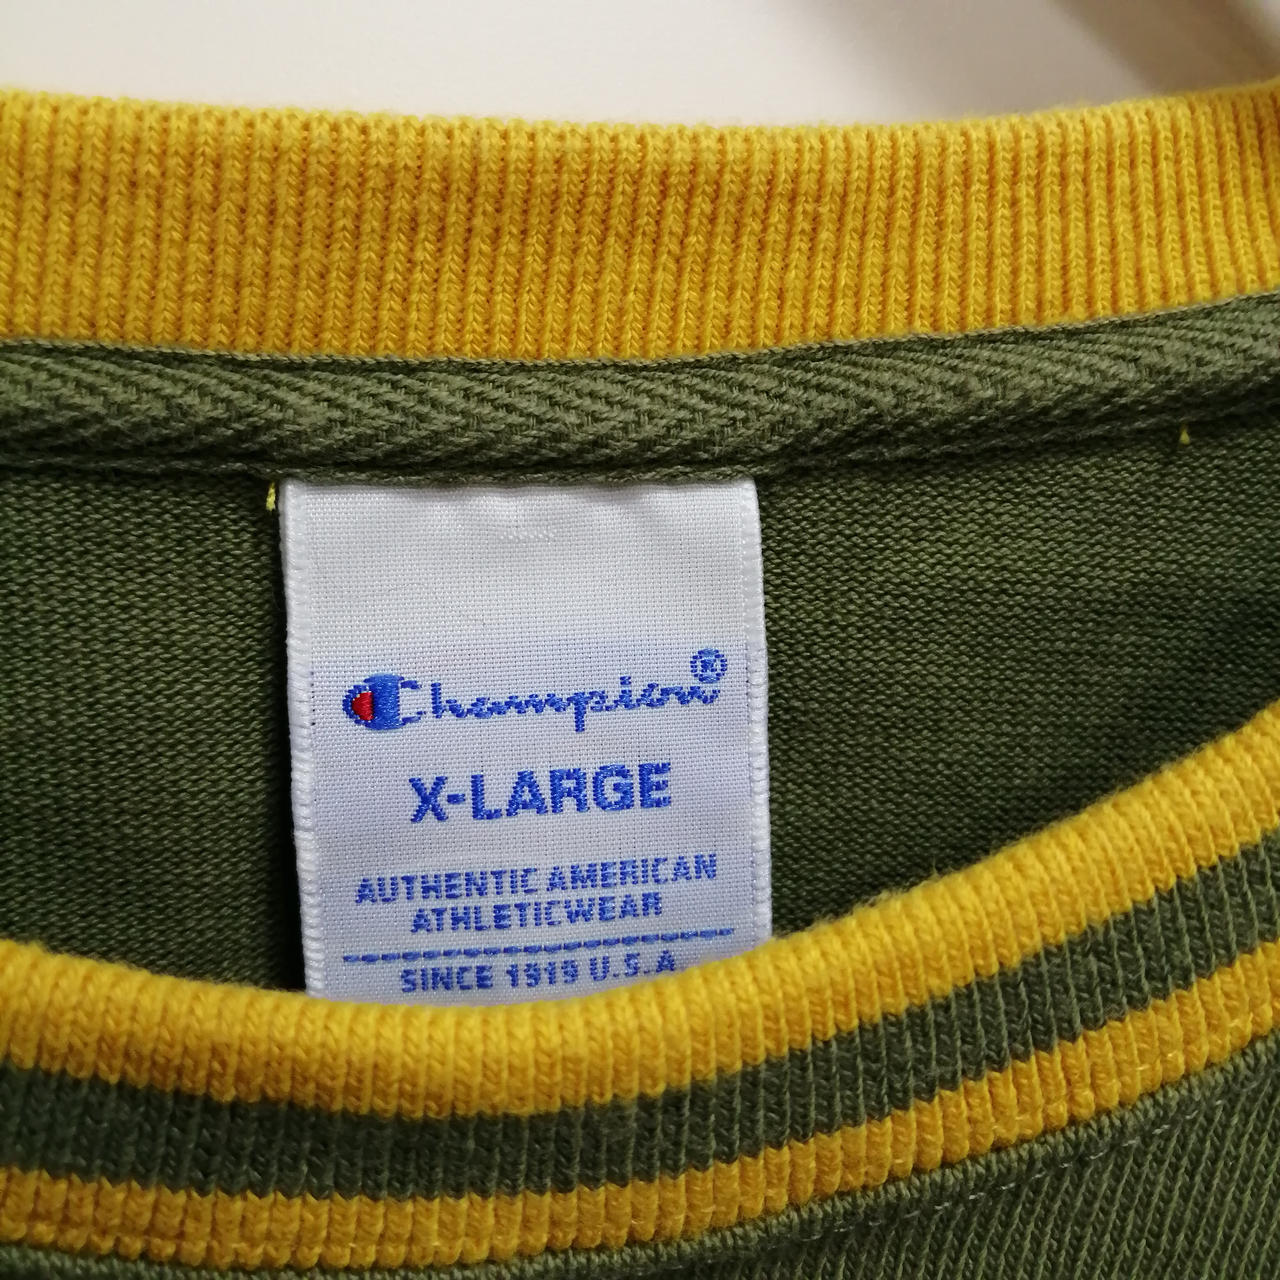 Champion®
X-LARGE
AUTHENTIC AMERICAN
ATHLETICWEAR
SINCE 1919 U.S.A